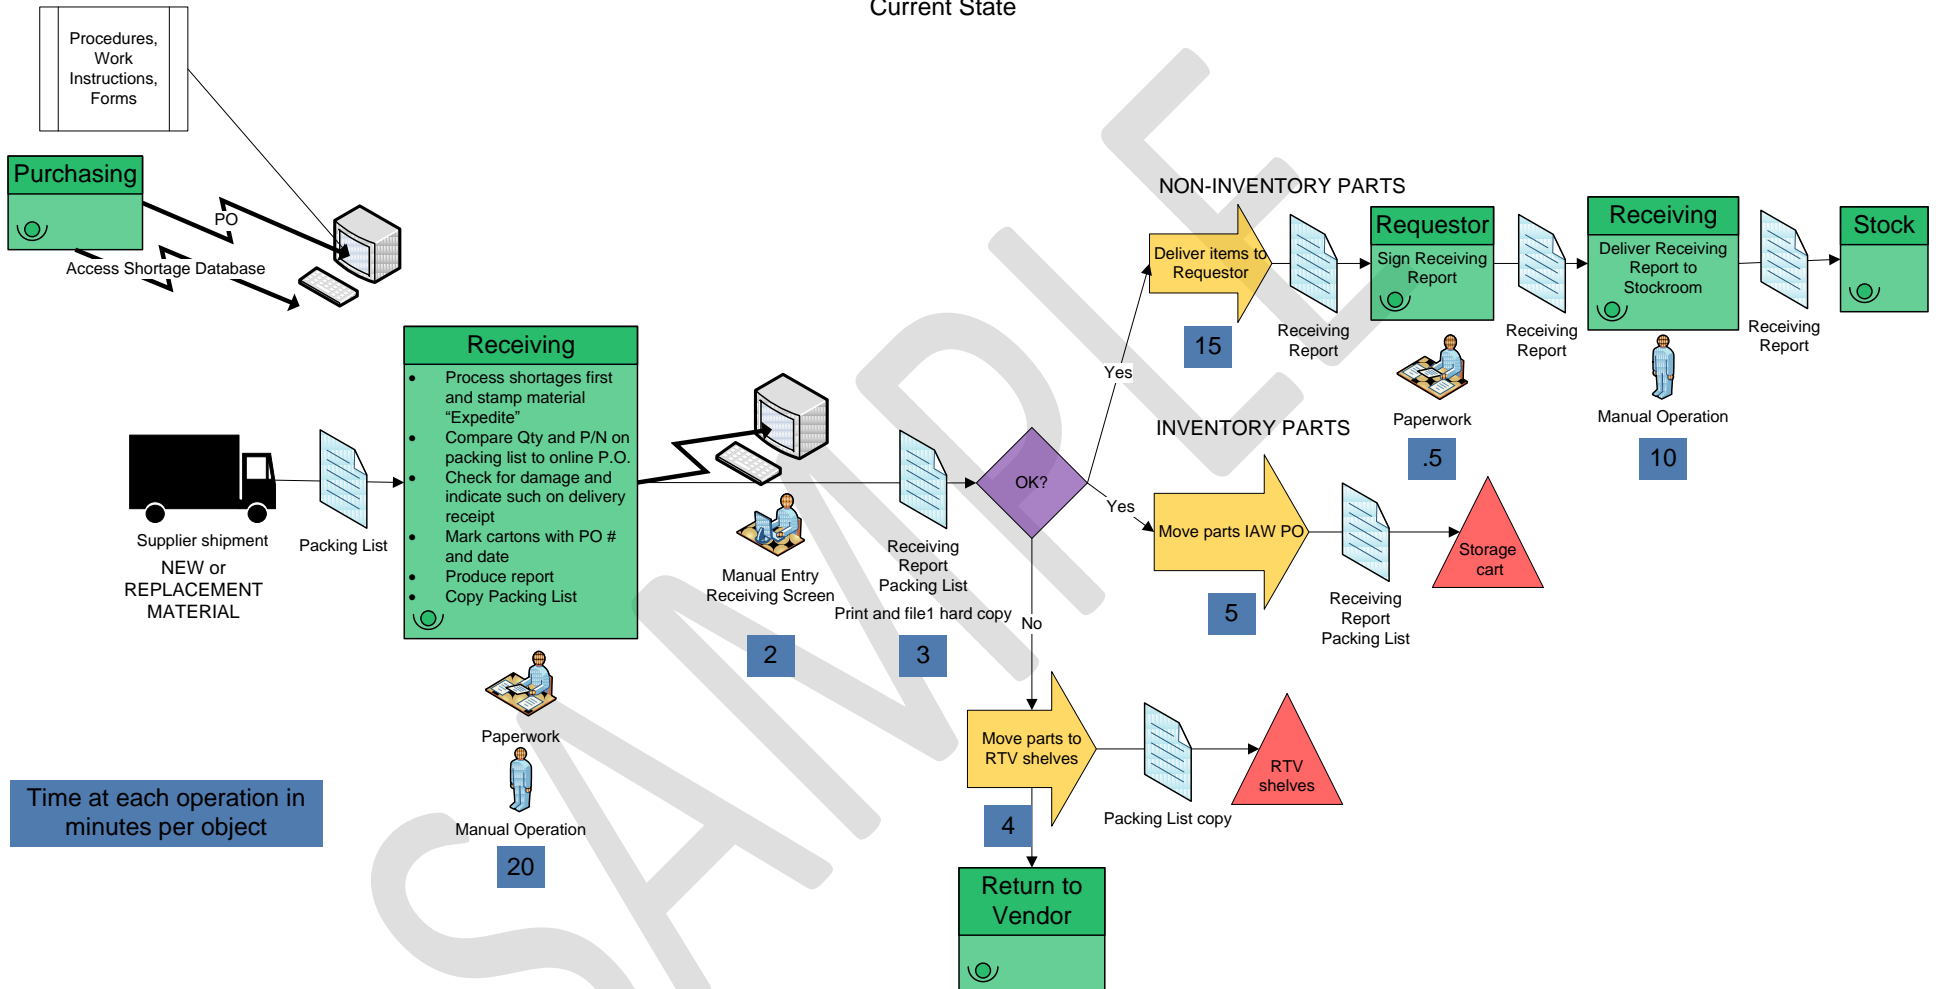 Current State
Procedures,
Work
Instructions,
Forms
Purchasing
PO
Access Shortage Database
Supplier shipment
NEW or
REPLACEMENT
MATERIAL
Packing List
Receiving
• Process shortages first
and stamp material
“Expedite”
• Compare Qty and P/N on
packing list to online P.O.
• Check for damage and
indicate such on delivery
receipt
• Mark cartons with PO #
and date
• Produce report
• Copy Packing List
Paperwork
Manual Operation
20
Manual Entry
Receiving Screen
2
Receiving
Report
Packing List
Print and file1 hard copy
3
OK?
Yes
Yes
No
NON-INVENTORY PARTS
Deliver items to
Requestor
15
Receiving
Report
Requestor
Sign Receiving
Report
Paperwork
.5
Receiving
Report
Receiving
Deliver Receiving
Report to
Stockroom
Manual Operation
10
Receiving
Report
Stock
INVENTORY PARTS
Move parts IAW PO
5
Receiving
Report
Packing List
Storage
cart
Move parts to
RTV shelves
4
Packing List copy
RTV
shelves
Return to
Vendor
Time at each operation in
minutes per object
SAMPLE